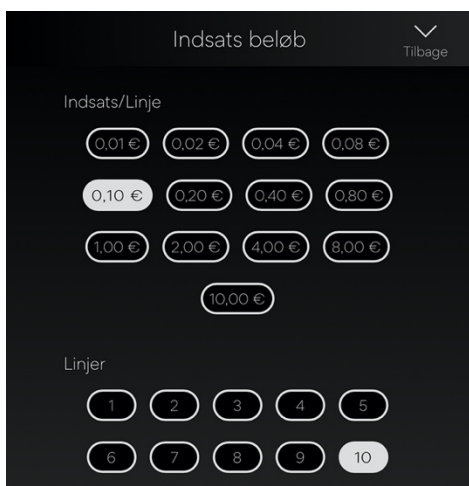 Indsats beløb
Tilbage
Indsats/Linje
0,01 € 0,02 € 0,04 € 0,08 €
0,10 € 0,20 € 0,40 € 0,80 €
1,00 € 2,00 € 4,00 € 8,00 €
10,00 €
Linjer
1 2 3 4 5
6 7 8 9 10